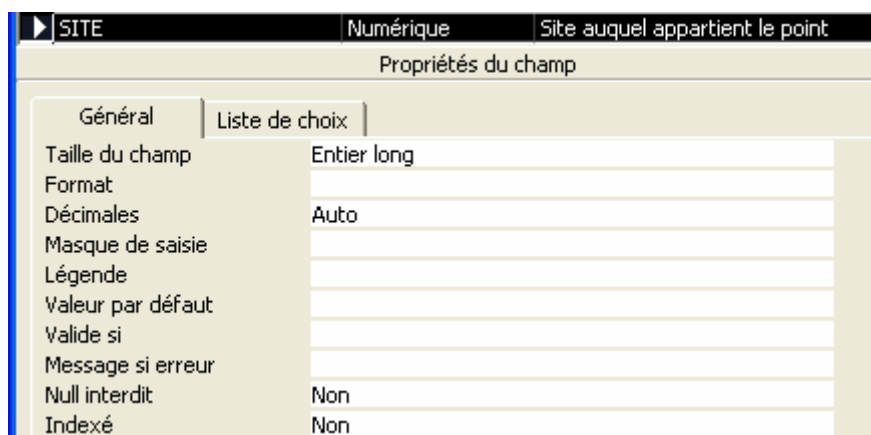 SITE Numérique Site auquel appartient le point
Propriétés du champ
Général Liste de choix
Taille du champ Entier long
Format
Décimales Auto
Masque de saisie
Légende
Valeur par défaut
Valide si
Message si erreur
Null interdit Non
Indexé Non